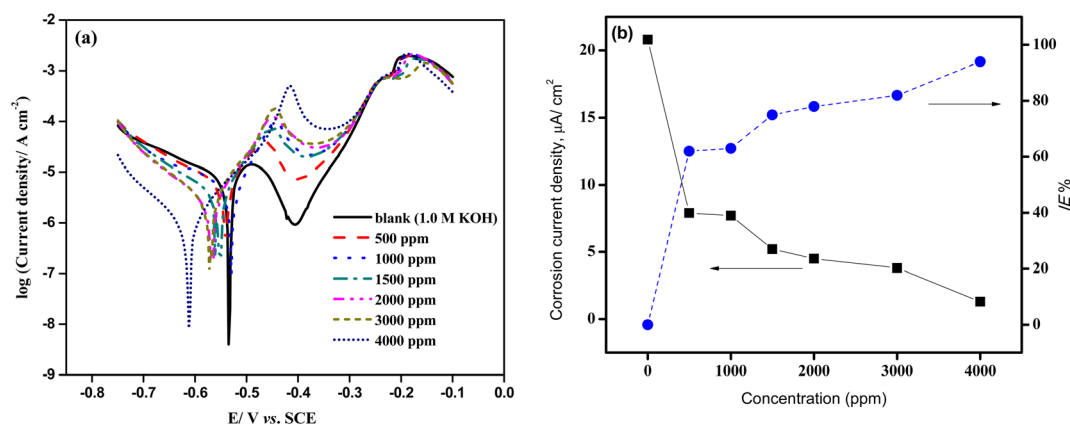 (a)
log (Current density/ A cm⁻²)
-2
-3
-4
-5
-6
-7
-8
-9
-0.8
-0.7
-0.6
-0.5
-0.4
-0.3
-0.2
-0.1
0.0
E/ V vs. SCE
blank (1.0 M KOH)
500 ppm
1000 ppm
1500 ppm
2000 ppm
3000 ppm
4000 ppm
(b)
Corrosion current density, μA/ cm²
20
15
10
5
0
0
1000
2000
3000
4000
Concentration (ppm)
100
80
60
40
20
0
IE%